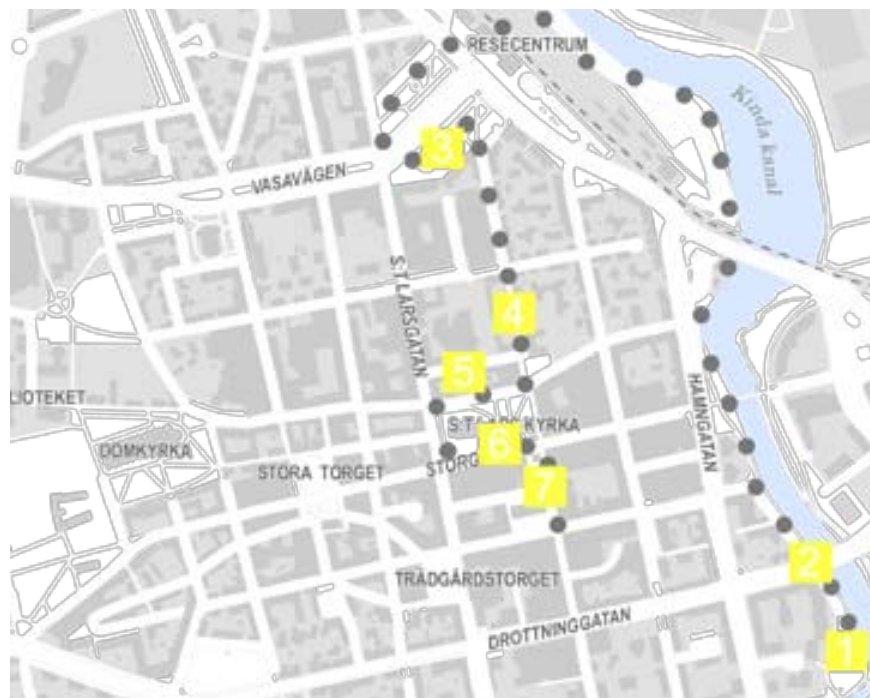 RESECENTRUM
Kinda kanal
3
VASAVÄGEN
S:T LARSGATAN
4
5
LIOTEKET
HAMNGATAN
S:T
KYRKA
DOMKYRKA
6
STORA TORGET
7
TRÄDGÅRDSTORGET
2
DROTTNINGGATAN
1